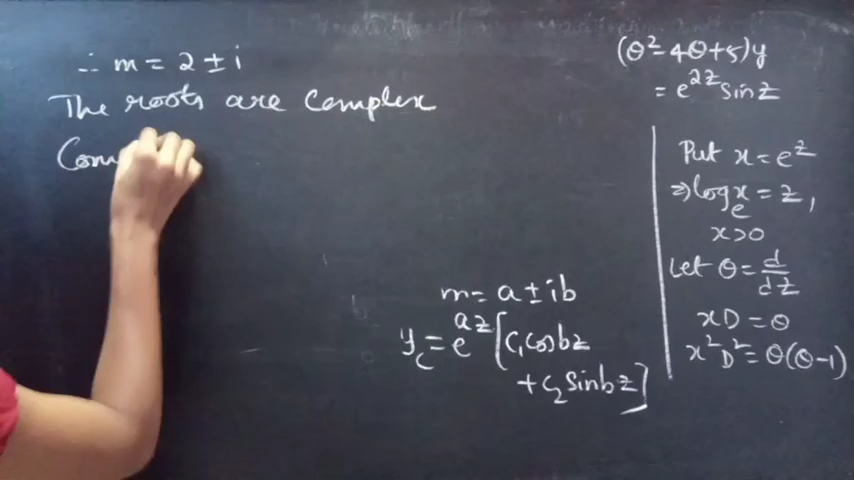 ∴ m = 2 ± i
The roots are complex
Com
(θ² - 4θ + 5)y
= e^{2z} sin z
Put x = e^z
⇒ log_e x = z,
x > 0
Let θ = d/dz
xD = θ
x²D² = θ(θ-1)
m = a ± ib
y_c = e^{az} [c₁ cos bz
+ c₂ sin bz]